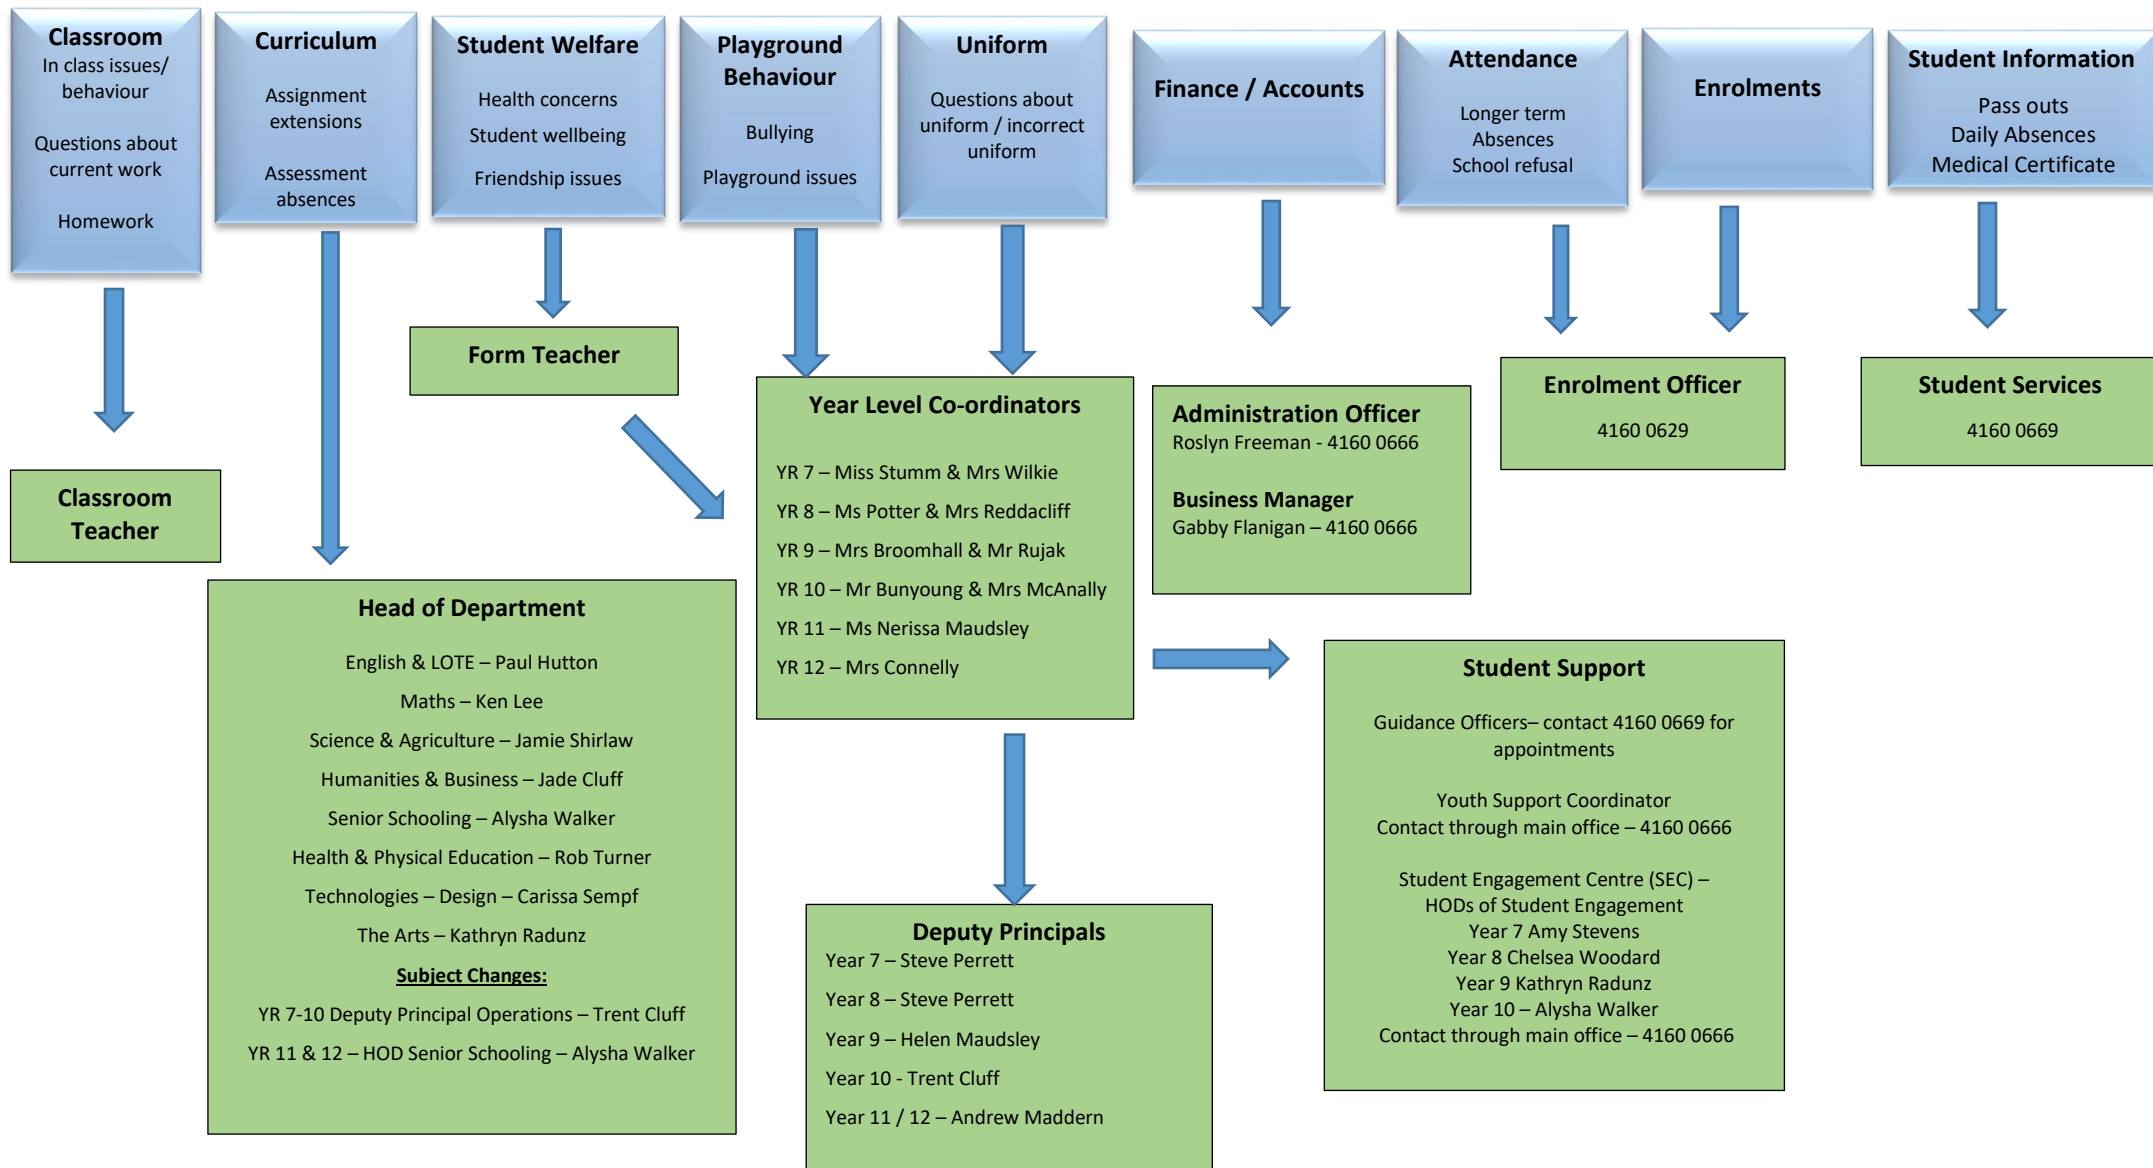 Classroom
In class issues/
behaviour
Questions about
current work
Homework
Curriculum
Assignment
extensions
Assessment
absences
Student Welfare
Health concerns
Student wellbeing
Friendship issues
Playground
Behaviour
Bullying
Playground issues
Uniform
Questions about
uniform / incorrect
uniform
Finance / Accounts
Attendance
Longer term
Absences
School refusal
Enrolments
Student Information
Pass outs
Daily Absences
Medical Certificate
Classroom
Teacher
Form Teacher
Year Level Co-ordinators
YR 7 – Miss Stumm & Mrs Wilkie
YR 8 – Ms Potter & Mrs Reddacliff
YR 9 – Mrs Broomhall & Mr Rujak
YR 10 – Mr Bunyoung & Mrs McAnally
YR 11 – Ms Nerissa Maudsley
YR 12 – Mrs Connelly
Administration Officer
Roslyn Freeman - 4160 0666
Business Manager
Gabby Flanigan – 4160 0666
Enrolment Officer
4160 0629
Student Services
4160 0669
Head of Department
English & LOTE – Paul Hutton
Maths – Ken Lee
Science & Agriculture – Jamie Shirlaw
Humanities & Business – Jade Cluff
Senior Schooling – Alysha Walker
Health & Physical Education – Rob Turner
Technologies – Design – Carissa Sempf
The Arts – Kathryn Radunz
Subject Changes:
YR 7-10 Deputy Principal Operations – Trent Cluff
YR 11 & 12 – HOD Senior Schooling – Alysha Walker
Deputy Principals
Year 7 – Steve Perrett
Year 8 – Steve Perrett
Year 9 – Helen Maudsley
Year 10 - Trent Cluff
Year 11 / 12 – Andrew Maddern
Student Support
Guidance Officers– contact 4160 0669 for
appointments
Youth Support Coordinator
Contact through main office – 4160 0666
Student Engagement Centre (SEC) –
HODs of Student Engagement
Year 7 Amy Stevens
Year 8 Chelsea Woodard
Year 9 Kathryn Radunz
Year 10 – Alysha Walker
Contact through main office – 4160 0666